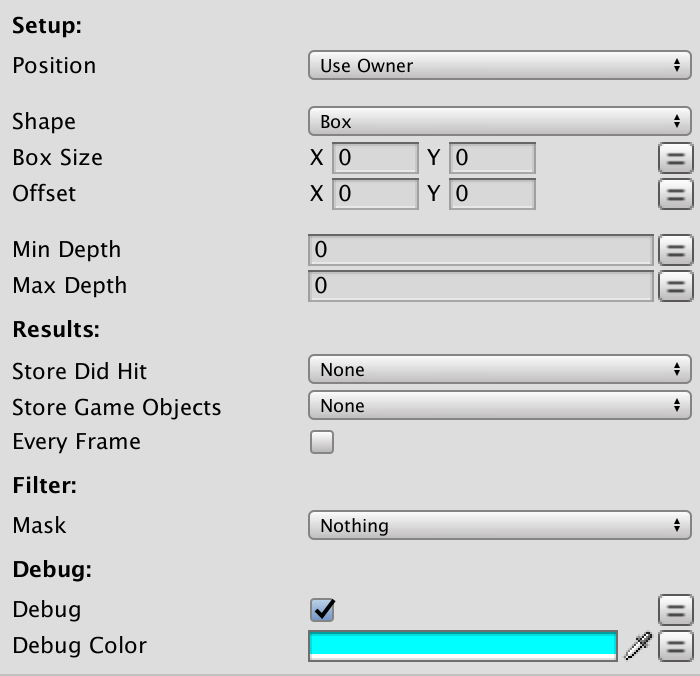 Setup:
Position Use Owner
Shape Box
Box Size X 0 Y 0
Offset X 0 Y 0
Min Depth 0
Max Depth 0
Results:
Store Did Hit None
Store Game Objects None
Every Frame
Filter:
Mask Nothing
Debug:
Debug
Debug Color